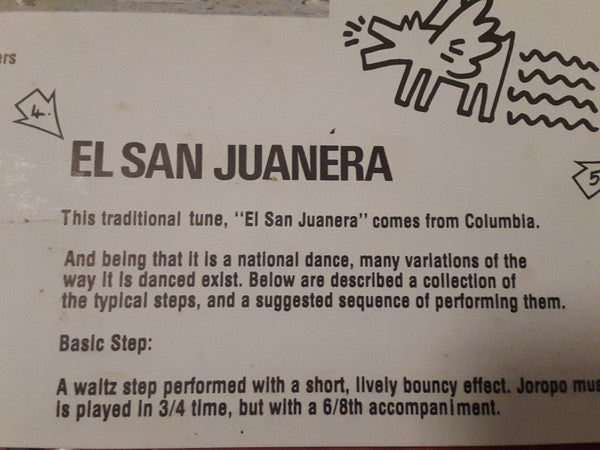 ers
4.
EL SAN JUANERA
5
This traditional tune, "El San Juanera" comes from Columbia.
And being that it is a national dance, many variations of the
way it is danced exist. Below are described a collection of
the typical steps, and a suggested sequence of performing them.
Basic Step:
A waltz step performed with a short, lively bouncy effect. Joropo mus
is played in 3/4 time, but with a 6/8th accompaniment.